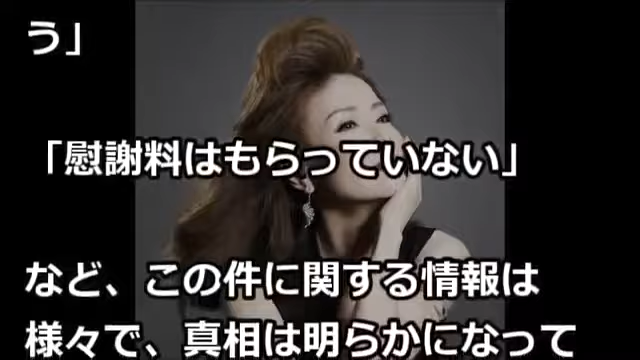 う」
「慰謝料はもらっていない」
など、この件に関する情報は
様々で、真相は明らかになって